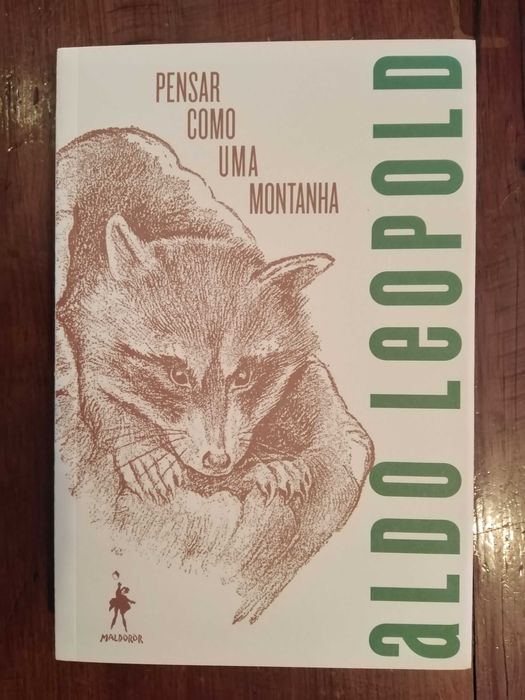 PENSAR
COMO
UMA
MONTANHA
aLDO LeOPOLD
MALDOROR